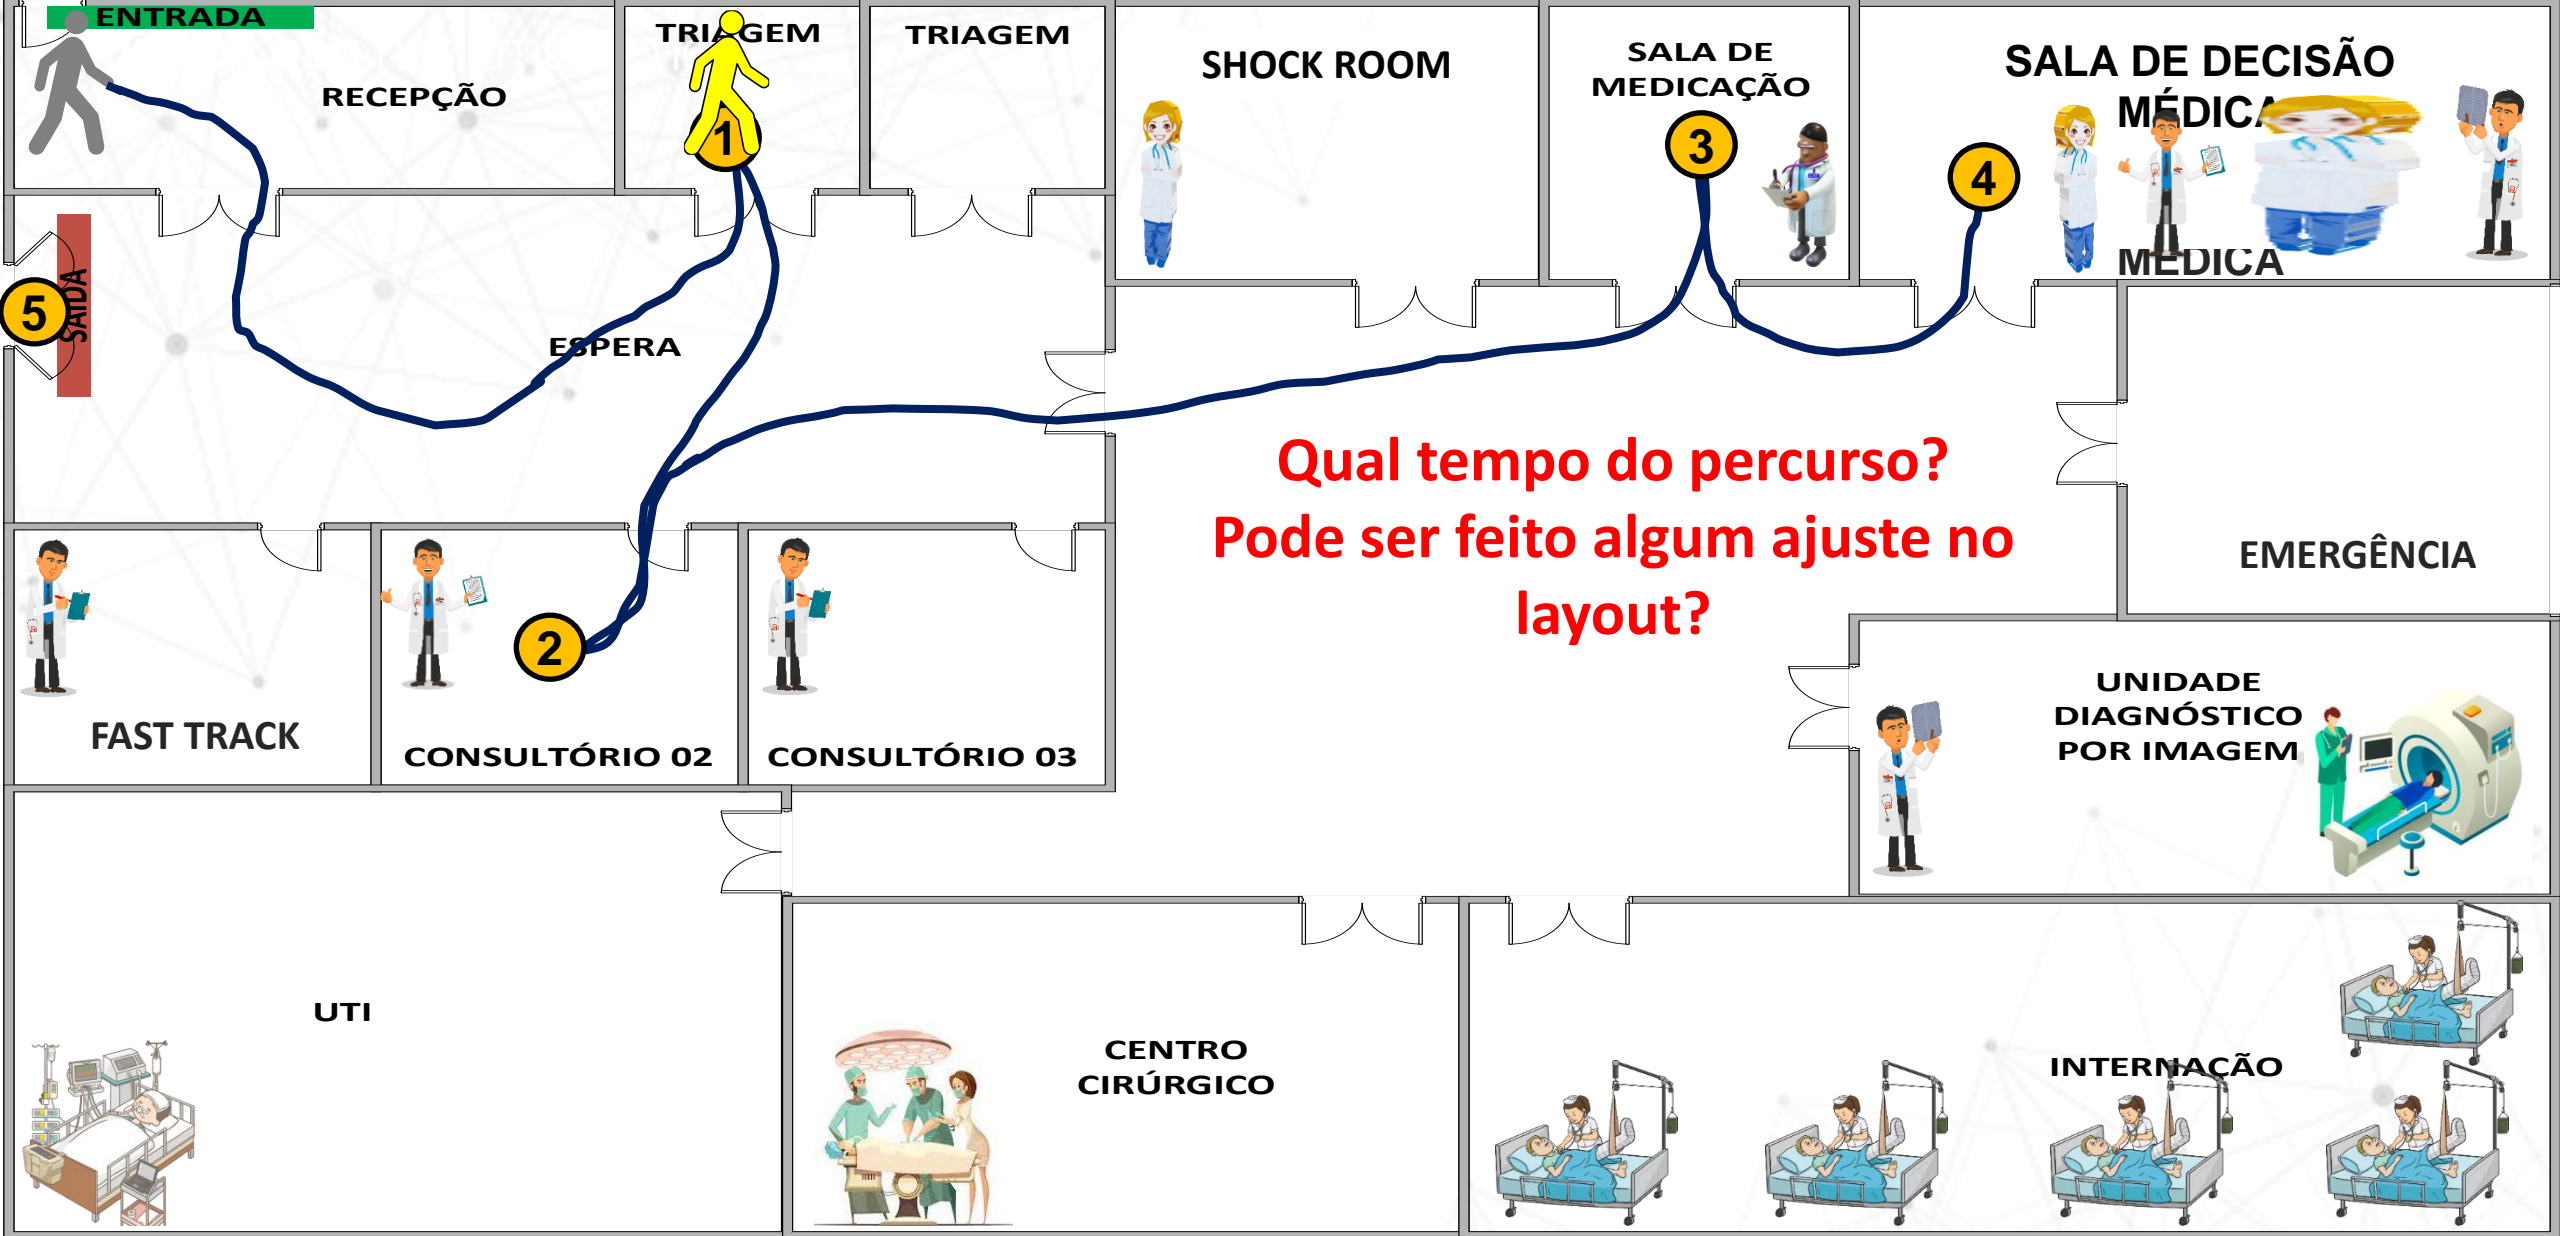 ENTRADA
RECEPÇÃO
TRIAGEM
1
TRIAGEM
SHOCK ROOM
SALA DE
MEDICAÇÃO
3
SALA DE DECISÃO
MÉDICA
MÉDICA
4
5
SAÍDA
ESPERA
Qual tempo do percurso?
Pode ser feito algum ajuste no
layout?
EMERGÊNCIA
2
FAST TRACK
CONSULTÓRIO 02
CONSULTÓRIO 03
UNIDADE
DIAGNÓSTICO
POR IMAGEM
UTI
CENTRO
CIRÚRGICO
INTERNAÇÃO